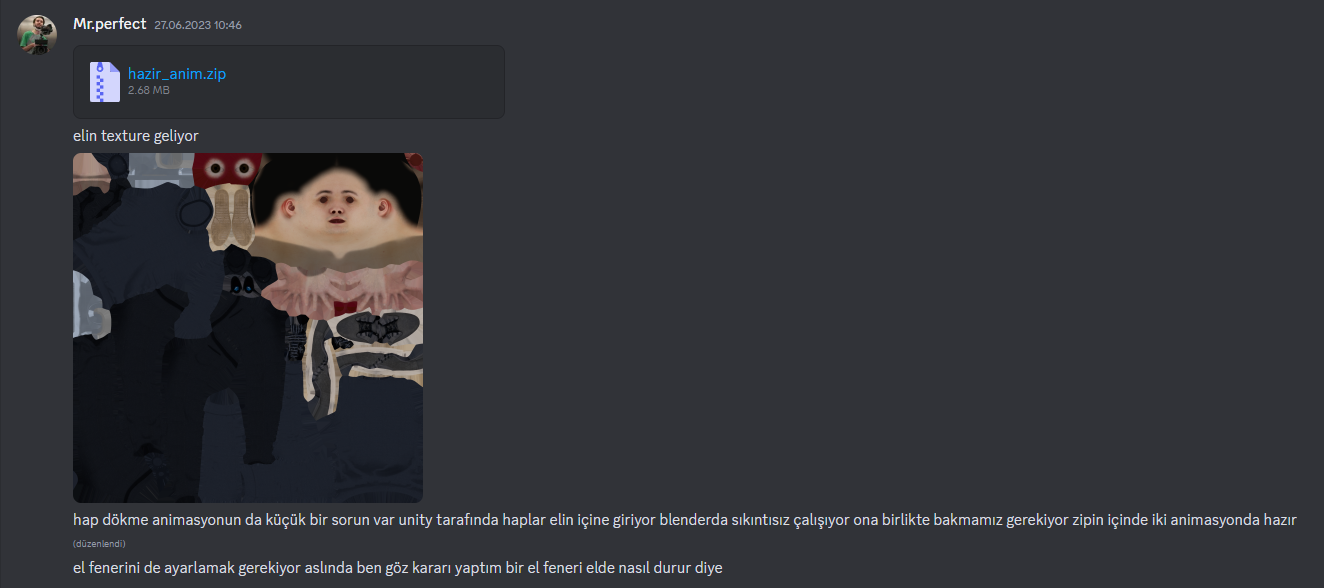 Mr.perfect 27.06.2023 10:46
hazir_anim.zip
2.68 MB
elin texture geliyor
hap dökme animasyonun da küçük bir sorun var unity tarafında haplar elin içine giriyor blenderda sıkıntısız çalışıyor ona birlikte bakmamız gerekiyor zipin içinde iki animasyonda hazır
(düzenlendi)
el fenerini de ayarlamak gerekiyor aslında ben göz kararı yaptım bir el feneri elde nasıl durur diye